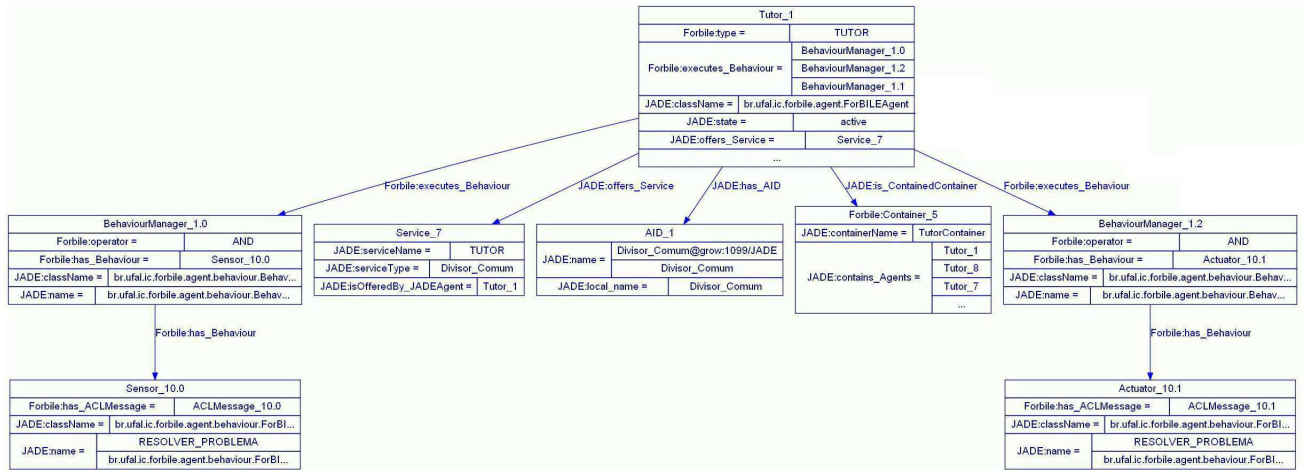 Tutor_1
Forbile:type = TUTOR
Forbile:executes_Behaviour =
BehaviourManager_1.0
BehaviourManager_1.2
BehaviourManager_1.1
JADE:className = br.ufal.ic.forbile.agent.ForBILEAgent
JADE:state = active
JADE:offers_Service = Service_7
...
Forbile:executes_Behaviour
JADE:offers_Service
JADE:has_AID
JADE:is_ContainedContainer
Forbile:executes_Behaviour
BehaviourManager_1.0
Forbile:operator = AND
Forbile:has_Behaviour = Sensor_10.0
JADE:className = br.ufal.ic.forbile.agent.behaviour.Behav...
JADE:name = br.ufal.ic.forbile.agent.behaviour.Behav...
Service_7
JADE:serviceName = TUTOR
JADE:serviceType = Divisor_Comum
JADE:isOfferedBy_JADEAgent = Tutor_1
AID_1
JADE:name =
Divisor_Comum@grow:1099/JADE
Divisor_Comum
JADE:local_name = Divisor_Comum
Forbile:Container_5
JADE:containerName = TutorContainer
JADE:contains_Agents =
Tutor_1
Tutor_8
Tutor_7
...
BehaviourManager_1.2
Forbile:operator = AND
Forbile:has_Behaviour = Actuator_10.1
JADE:className = br.ufal.ic.forbile.agent.behaviour.Behav...
JADE:name = br.ufal.ic.forbile.agent.behaviour.Behav...
Forbile:has_Behaviour
Forbile:has_Behaviour
Sensor_10.0
Forbile:has_ACLMessage = ACLMessage_10.0
JADE:className = br.ufal.ic.forbile.agent.behaviour.ForBI...
JADE:name =
RESOLVER_PROBLEMA
br.ufal.ic.forbile.agent.behaviour.ForBI...
Actuator_10.1
Forbile:has_ACLMessage = ACLMessage_10.1
JADE:className = br.ufal.ic.forbile.agent.behaviour.ForBI...
JADE:name =
RESOLVER_PROBLEMA
br.ufal.ic.forbile.agent.behaviour.ForBI...